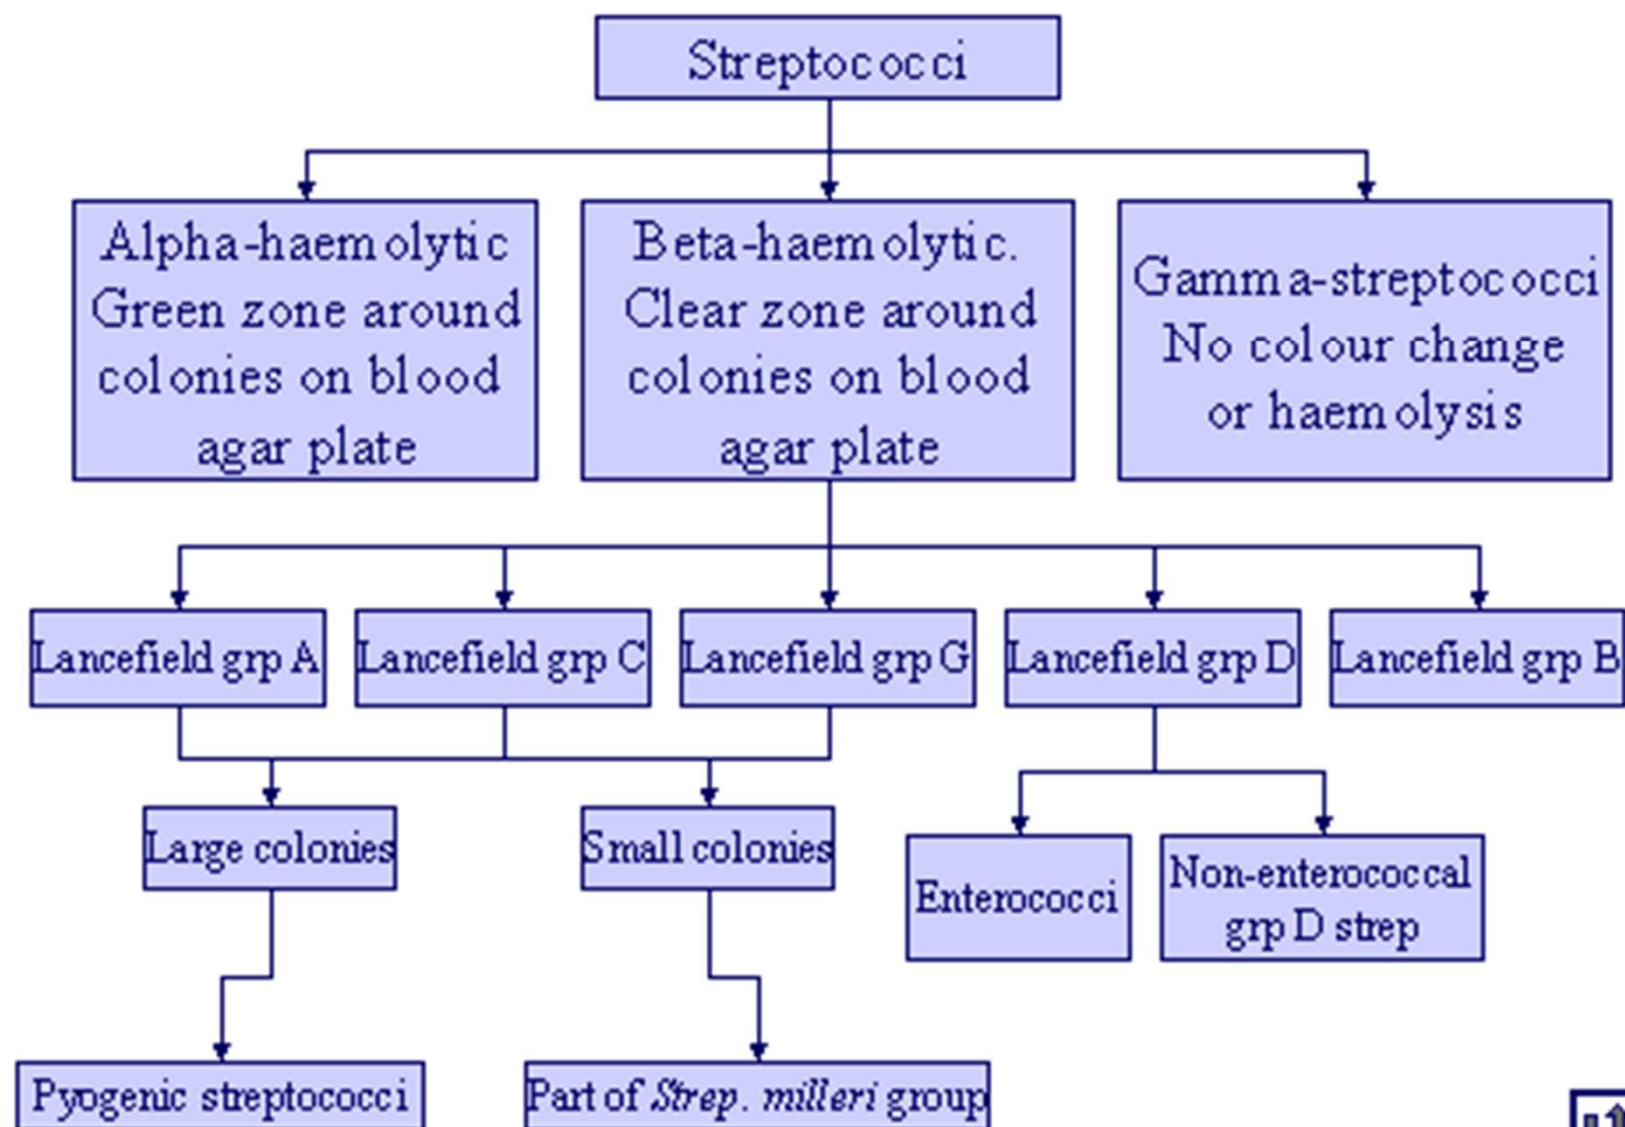 Streptococci
Alpha-haemolytic
Green zone around
colonies on blood
agar plate
Beta-haemolytic.
Clear zone around
colonies on blood
agar plate
Gamma-streptococci
No colour change
or haemolysis
Lancefield grp A
Lancefield grp C
Lancefield grp G
Lancefield grp D
Lancefield grp B
Large colonies
Small colonies
Enterococci
Non-enterococcal
grp D strep
Pyogenic streptococci
Part of Strep. milleri group